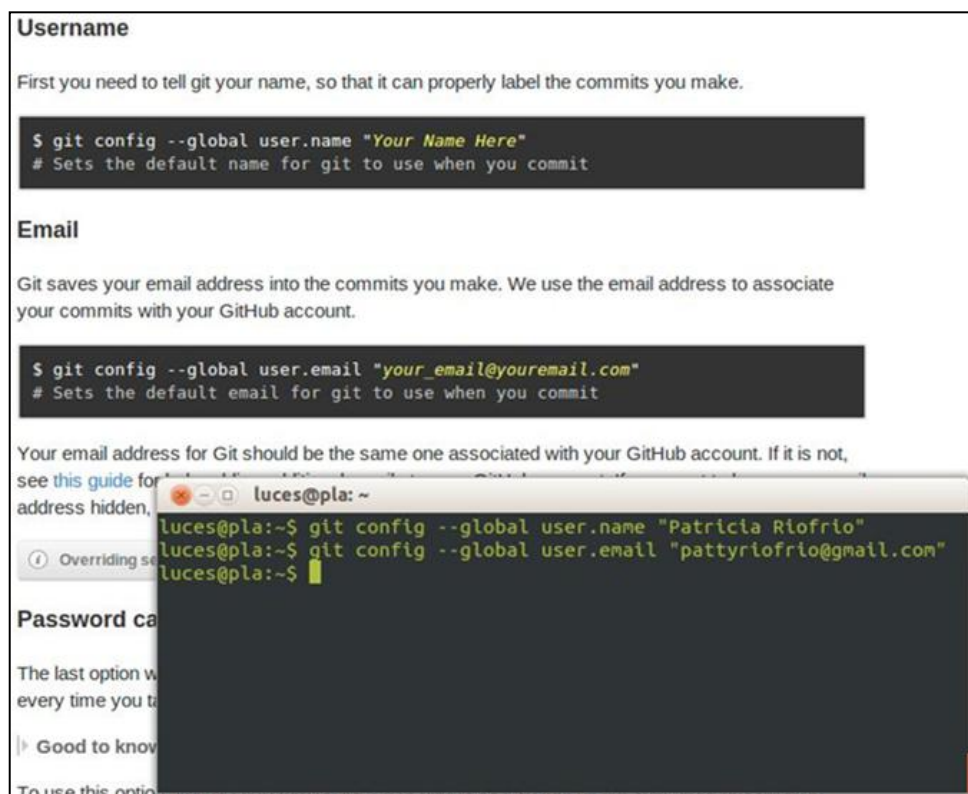 Username
First you need to tell git your name, so that it can properly label the commits you make.
$ git config --global user.name "Your Name Here"
# Sets the default name for git to use when you commit
Email
Git saves your email address into the commits you make. We use the email address to associate
your commits with your GitHub account.
$ git config --global user.email "your_email@youremail.com"
# Sets the default email for git to use when you commit
Your email address for Git should be the same one associated with your GitHub account. If it is not,
see this guide for
address hidden,
luces@pla: ~
luces@pla:~$ git config --global user.name "Patricia Riofrio"
luces@pla:~$ git config --global user.email "pattyriofrio@gmail.com"
luces@pla:~$
Overriding se
Password ca
The last option w
every time you ta
Good to know
To use this optio